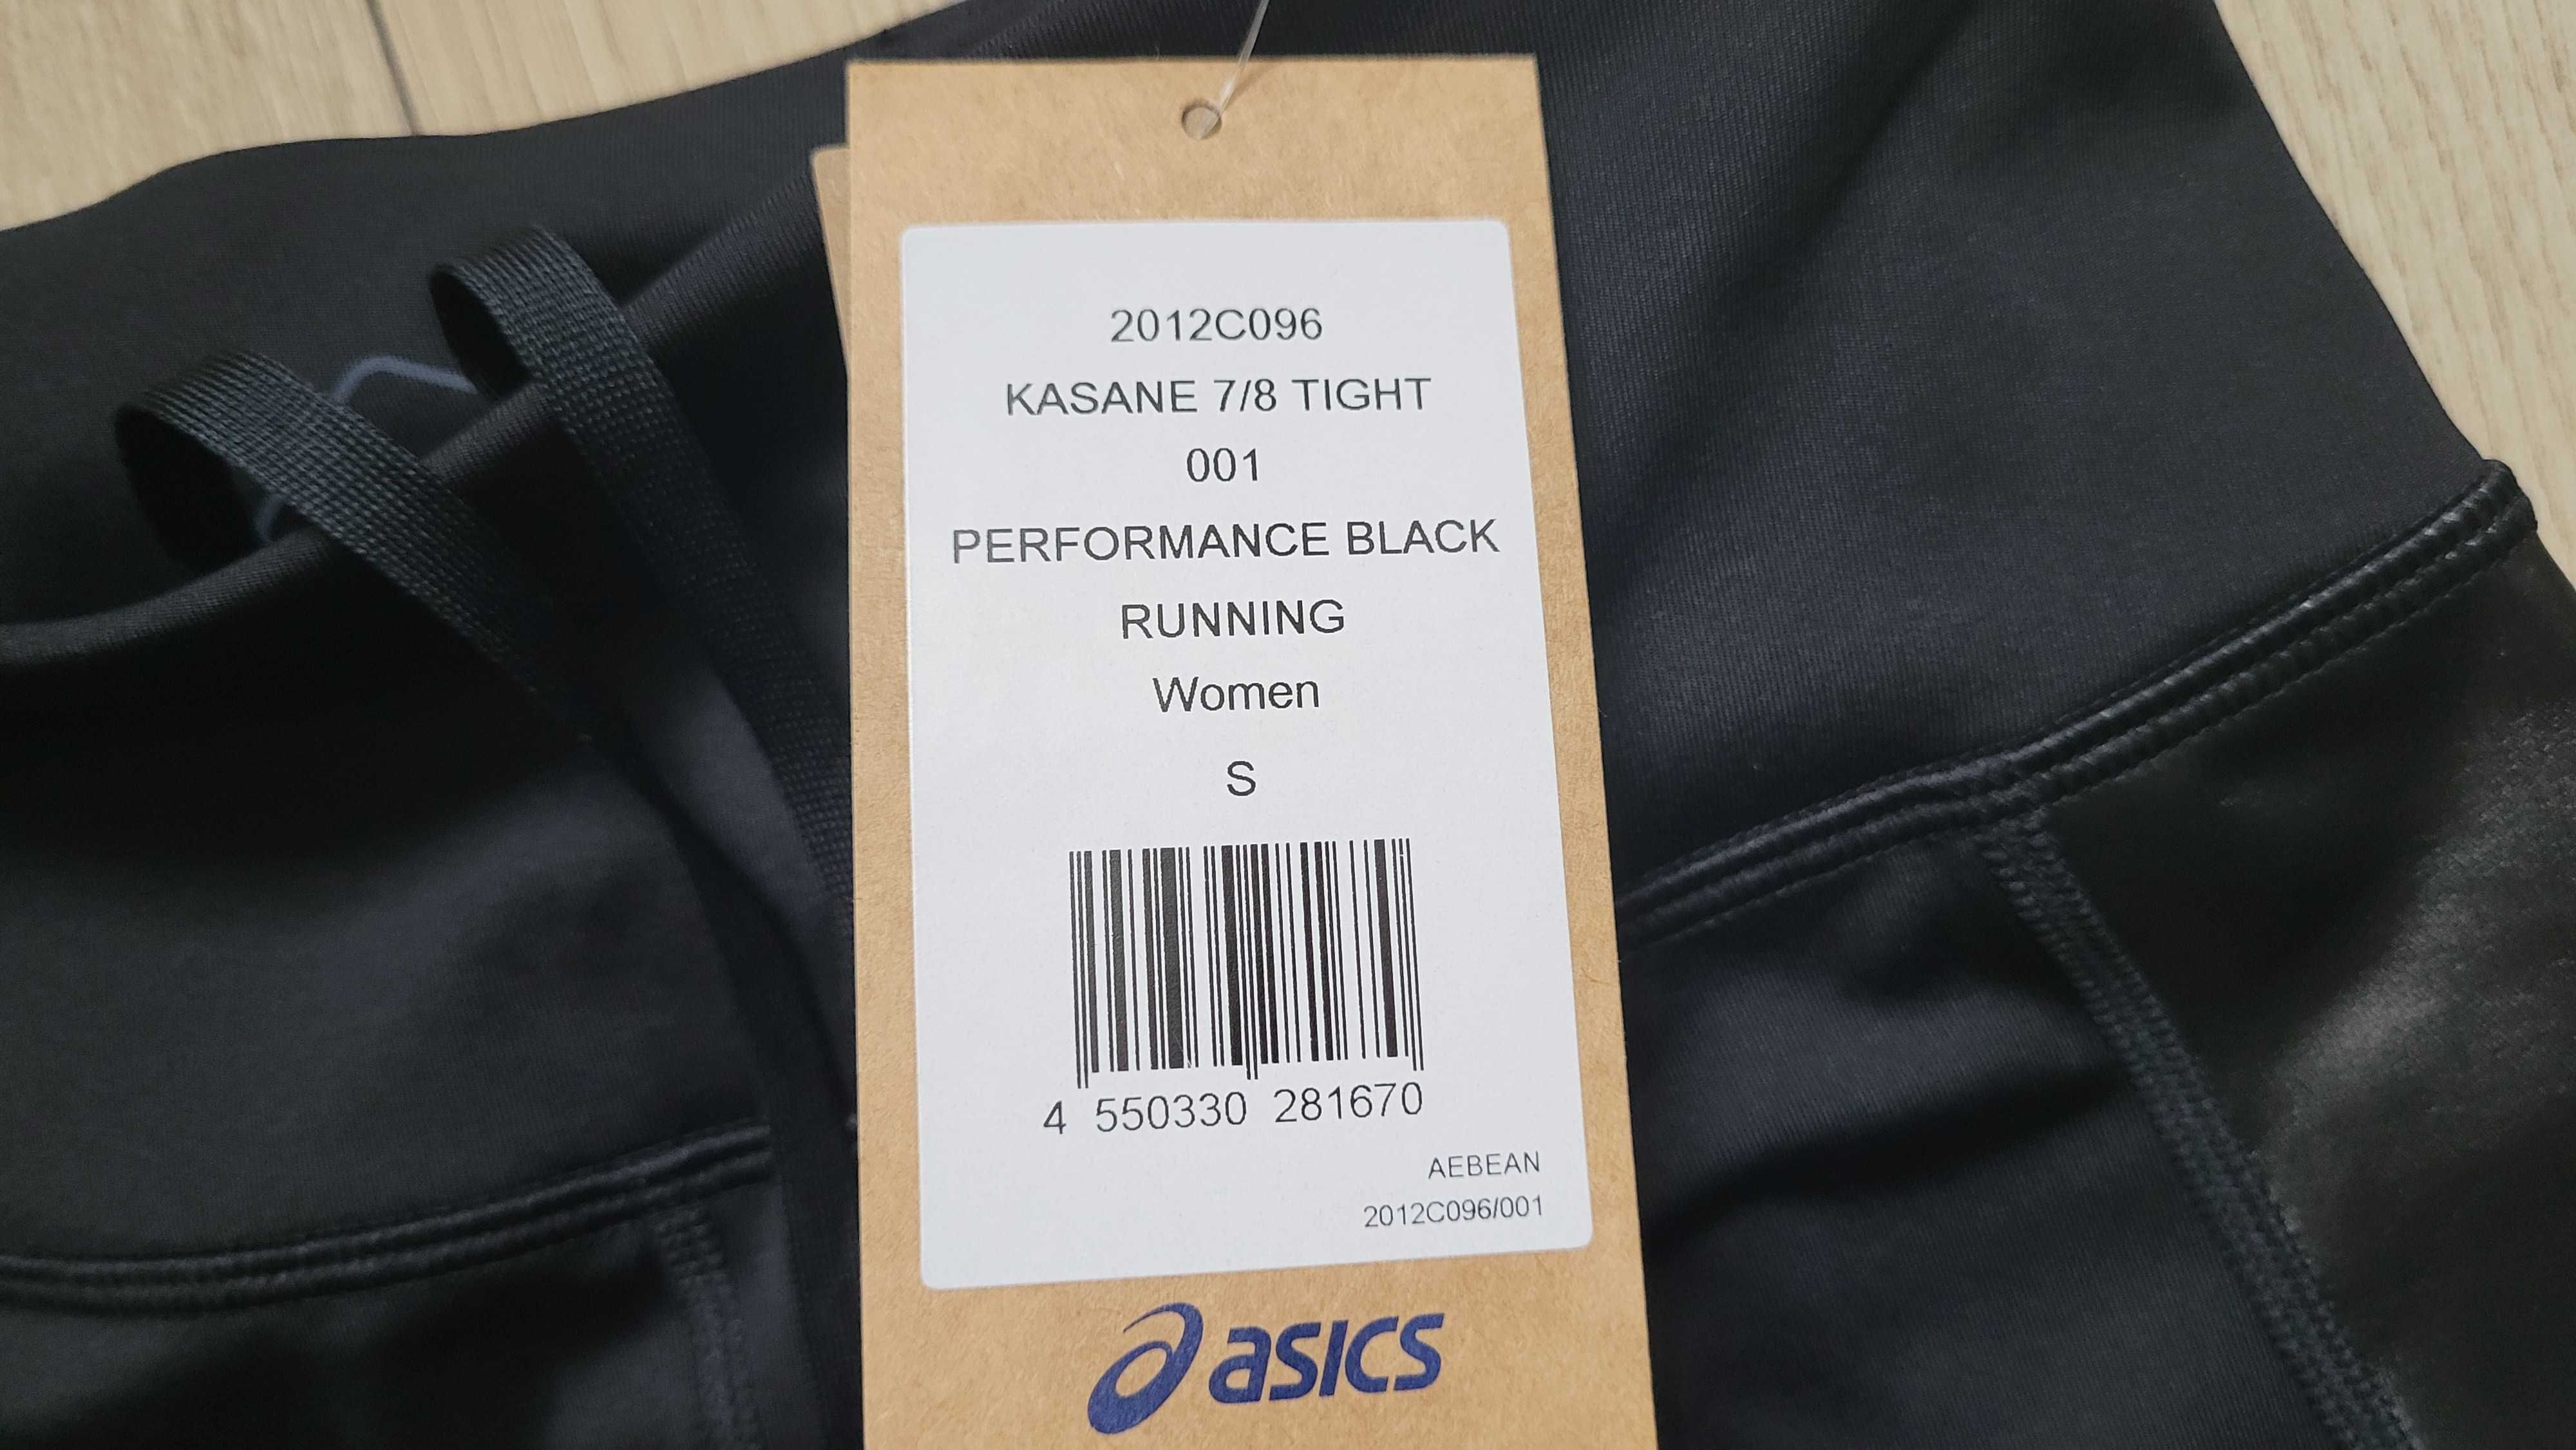 2012C096
KASANE 7/8 TIGHT
001
PERFORMANCE BLACK
RUNNING
Women
S
4 550330 281670
AEBEAN
2012C096/001
asics